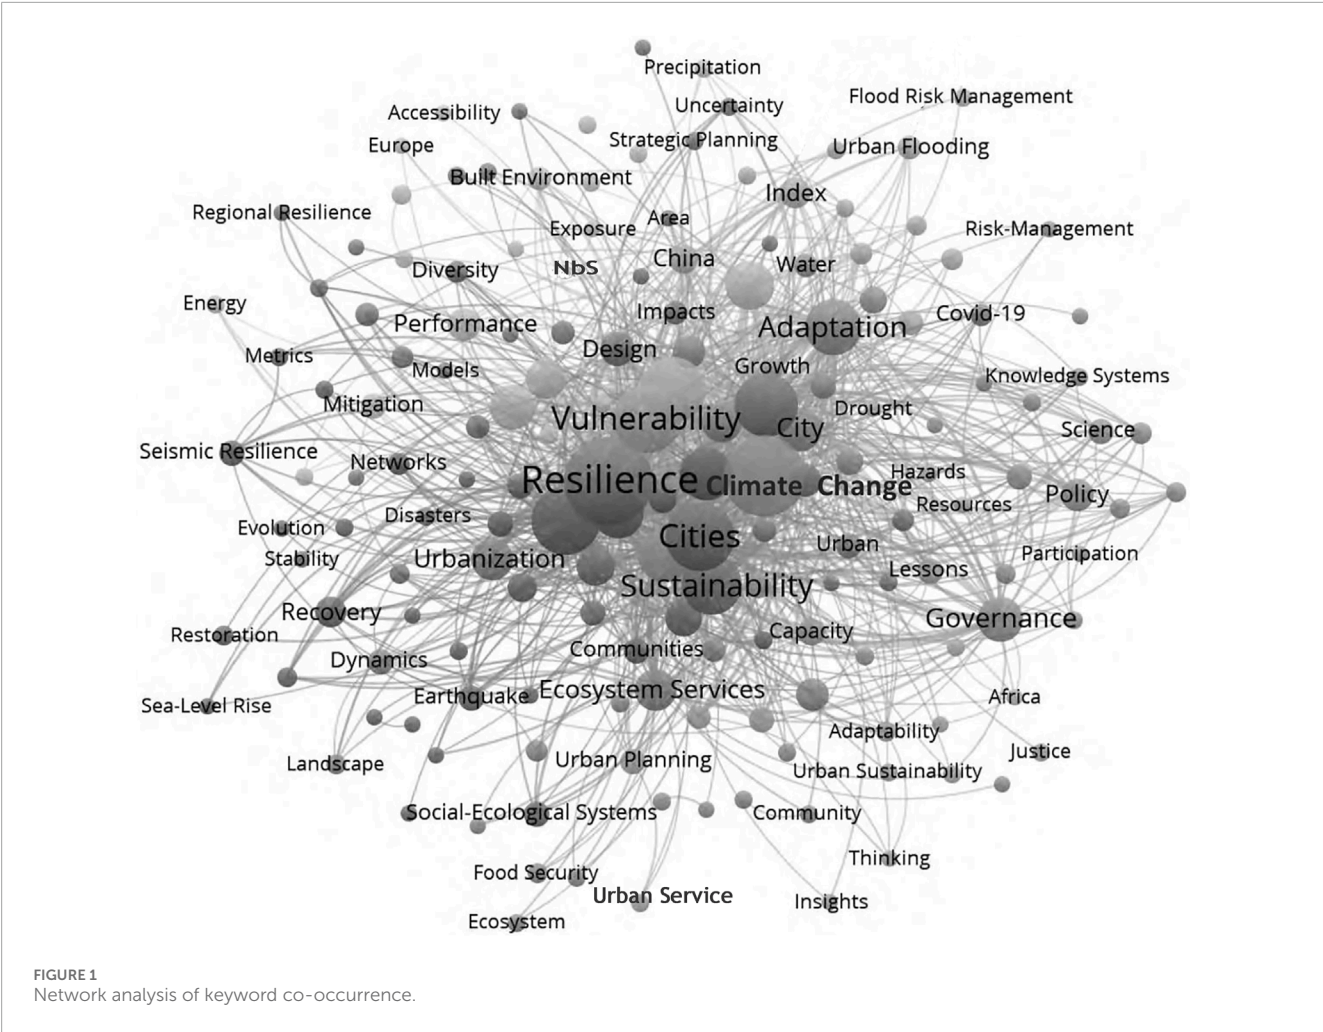 Precipitation
Flood Risk Management
Uncertainty
Accessibility
Strategic Planning
Europe
Urban Flooding
Built Environment
Index
Regional Resilience
Area
Exposure
Risk-Management
China
Water
NbS
Diversity
Energy
Impacts
Covid-19
Performance
Adaptation
Design
Metrics
Growth
Models
Knowledge Systems
Mitigation
Drought
Vulnerability
City
Science
Seismic Resilience
Networks
Hazards
Resilience
Climate Change
Policy
Resources
Disasters
Evolution
Cities
Urban
Participation
Stability
Urbanization
Lessons
Sustainability
Recovery
Governance
Capacity
Restoration
Communities
Dynamics
Ecosystem Services
Earthquake
Africa
Sea-Level Rise
Adaptability
Justice
Urban Planning
Landscape
Urban Sustainability
Social-Ecological Systems
Community
Thinking
Food Security
Urban Service
Insights
Ecosystem
FIGURE 1
Network analysis of keyword co-occurrence.